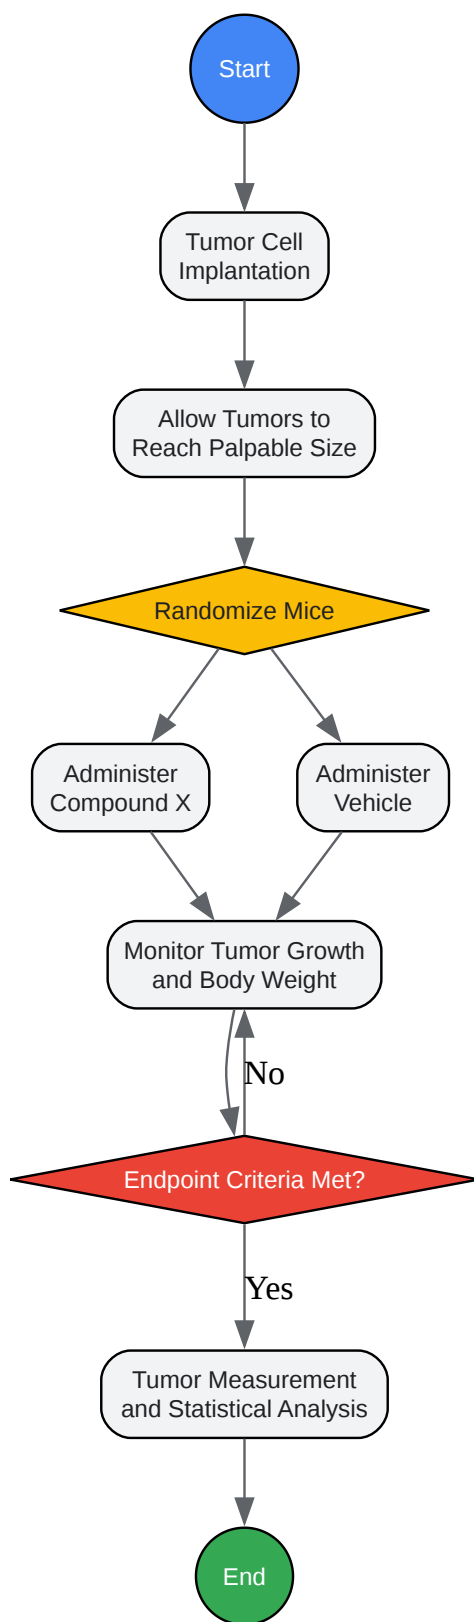 Start
Tumor Cell
Implantation
Allow Tumors to
Reach Palpable Size
Randomize Mice
Administer
Compound X
Administer
Vehicle
Monitor Tumor Growth
and Body Weight
No
Endpoint Criteria Met?
Yes
Tumor Measurement
and Statistical Analysis
End